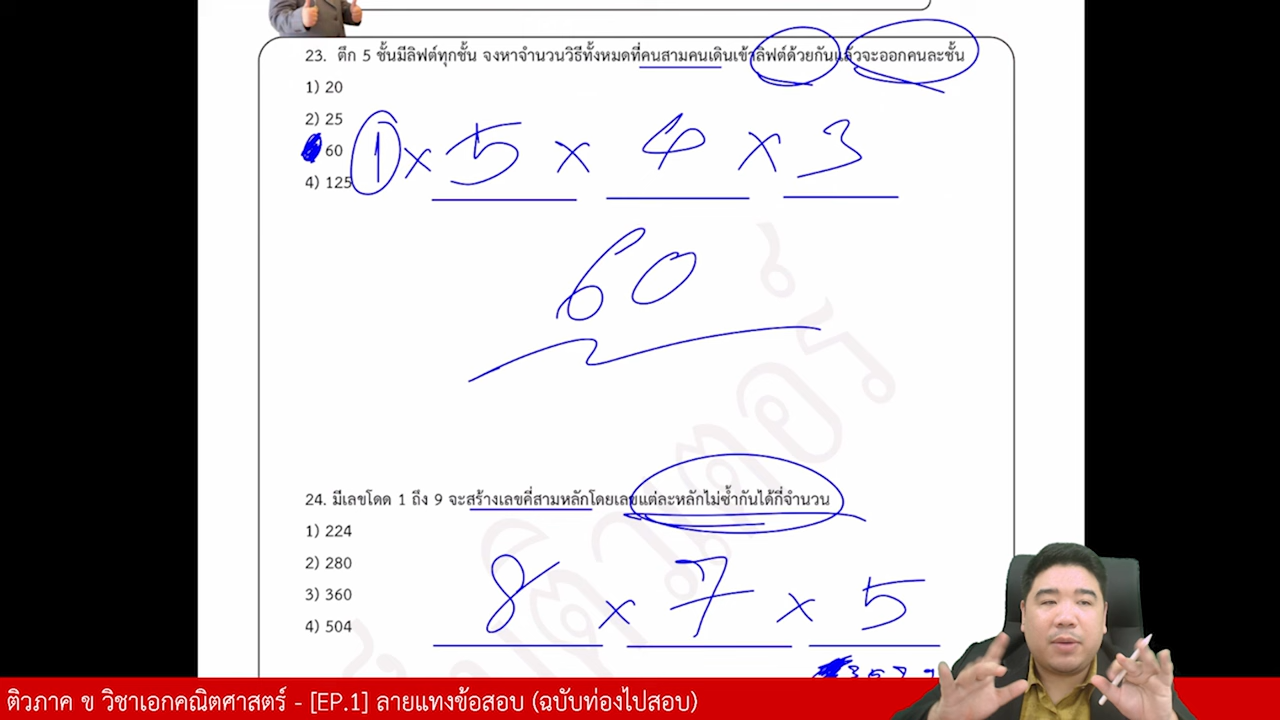 23. ตึก 5 ชั้นมีลิฟต์ทุกชั้น จงหาจำนวนวิธีทั้งหมดที่คนสามคนเดินเข้าลิฟต์ด้วยกันแล้วจะออกคนละชั้น
1) 20
2) 25
60
4) 125
1 × 5 × 4 × 3
60
24. มีเลขโดด 1 ถึง 9 จะสร้างเลขคี่สามหลักโดยเลขแต่ละหลักไม่ซ้ำกันได้กี่จำนวน
1) 224
2) 280
3) 360
4) 504
8 × 7 × 5
ติวภาค ข วิชาเอกคณิตศาสตร์ - [EP.1] ลายแทงข้อสอบ (ฉบับท่องไปสอบ)